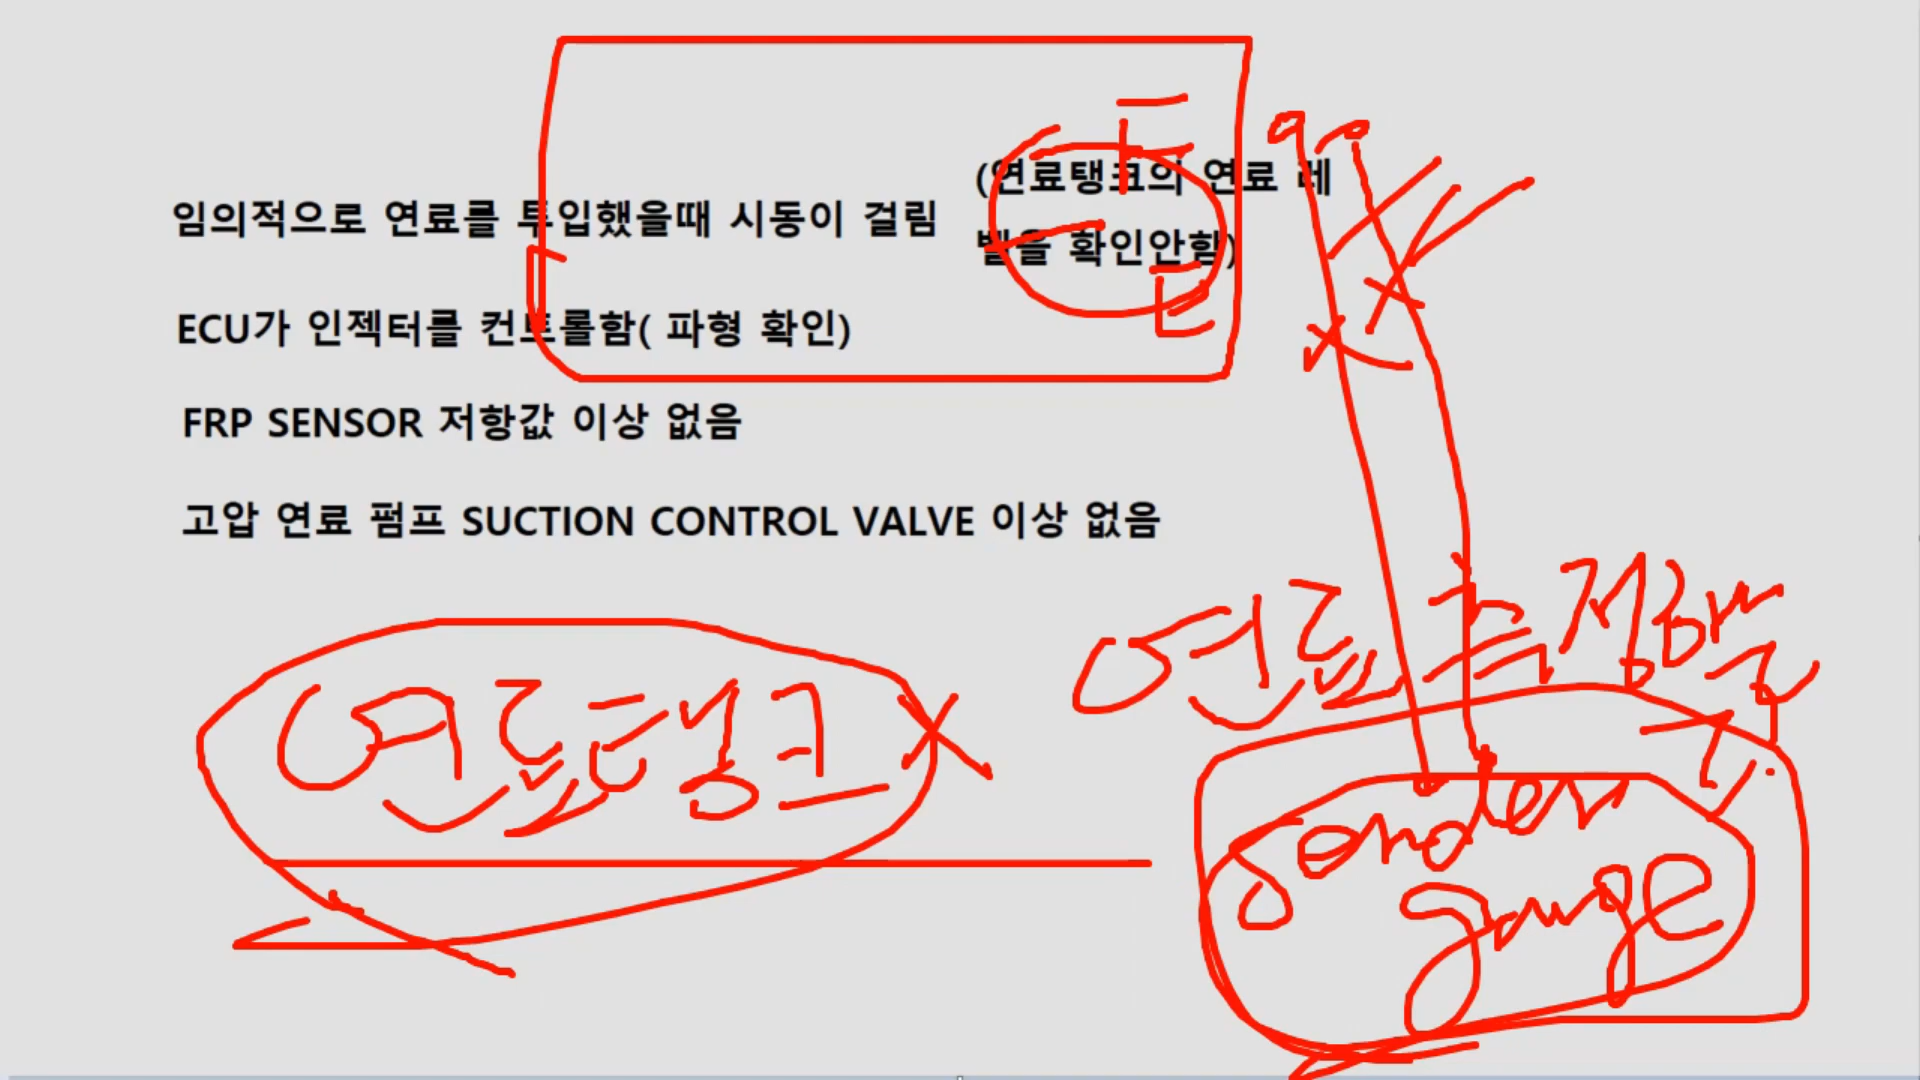 임의적으로 연료를 투입했을때 시동이 걸림
(연료탱크의 연료 레
벨을 확인안함)
ECU가 인젝터를 컨트롤함( 파형 확인)
FRP SENSOR 저항값 이상 없음
고압 연료 펌프 SUCTION CONTROL VALVE 이상 없음
F
E
연료
연료탱크 X
sender
gauge